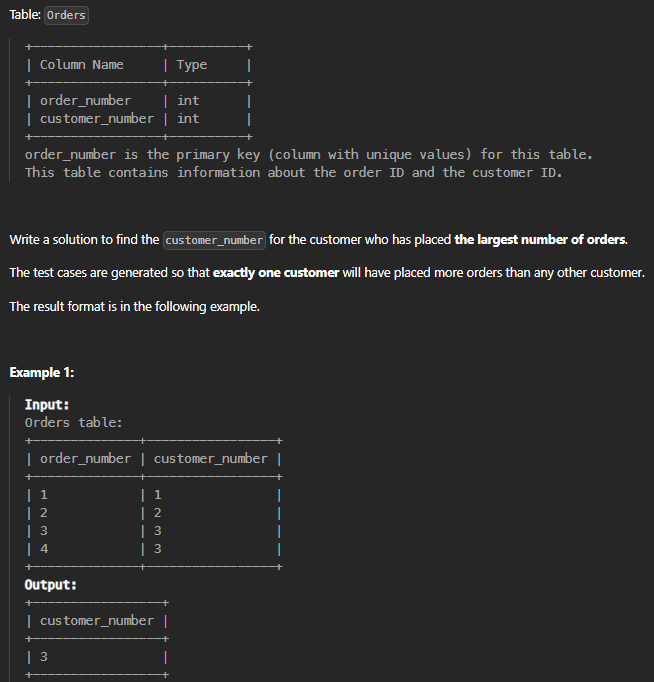 Table: Orders
+-----------------+----------+
| Column Name     | Type     |
+-----------------+----------+
| order_number    | int      |
| customer_number | int      |
+-----------------+----------+
order_number is the primary key (column with unique values) for this table.
This table contains information about the order ID and the customer ID.
Write a solution to find the customer_number for the customer who has placed the largest number of orders.
The test cases are generated so that exactly one customer will have placed more orders than any other customer.
The result format is in the following example.
Example 1:
Input:
Orders table:
+--------------+-----------------+
| order_number | customer_number |
+--------------+-----------------+
| 1            | 1               |
| 2            | 2               |
| 3            | 3               |
| 4            | 3               |
+--------------+-----------------+
Output:
+-----------------+
| customer_number |
+-----------------+
| 3               |
+-----------------+